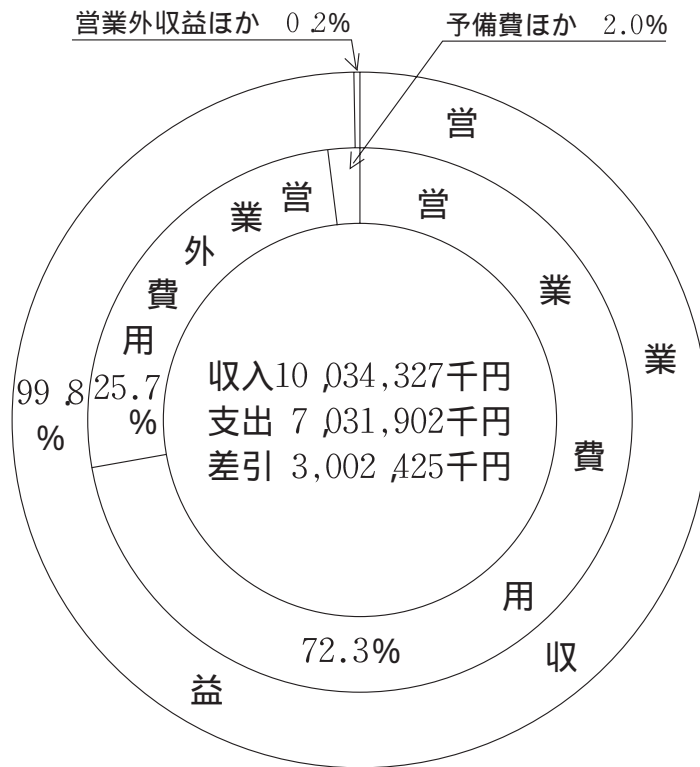 営業外収益ほか 0.2%
予備費ほか 2.0%
営業収益
99.8%
営業費用
72.3%
営業外費用
25.7%
収入10,034,327千円
支出 7,031,902千円
差引 3,002,425千円